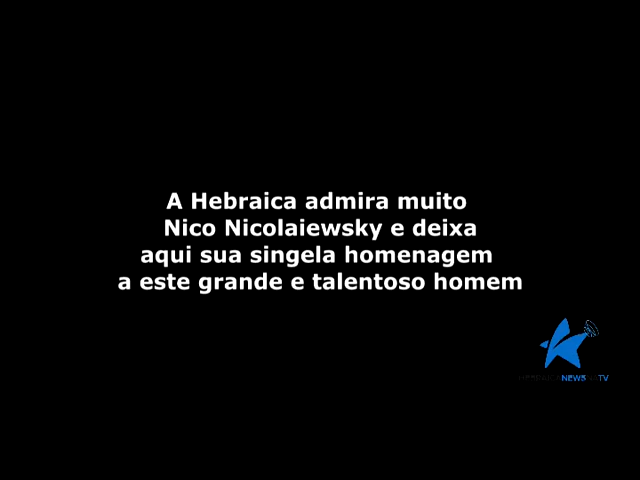 A Hebraica admira muito
Nico Nicolaiewsky e deixa
aqui sua singela homenagem
a este grande e talentoso homem
NEWS TV